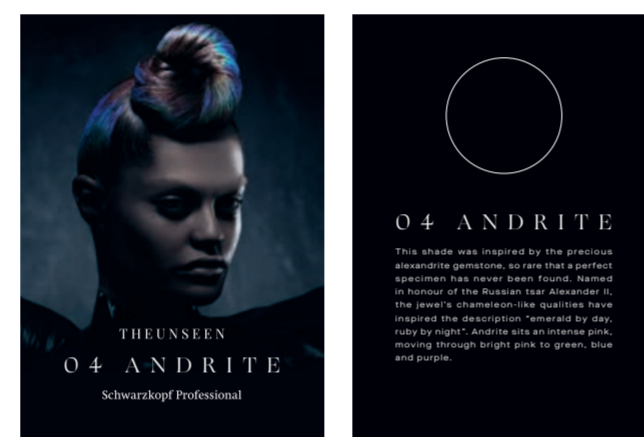 THEUNSEEN
04 ANDRITE
Schwarzkopf Professional
04 ANDRITE
This shade was inspired by the precious
alexandrite gemstone, so rare that a perfect
specimen has never been found. Named
in honour of the Russian tsar Alexander II,
the jewel's chameleon-like qualities have
inspired the description "emerald by day,
ruby by night". Andrite sits an intense pink,
moving through bright pink to green, blue
and purple.